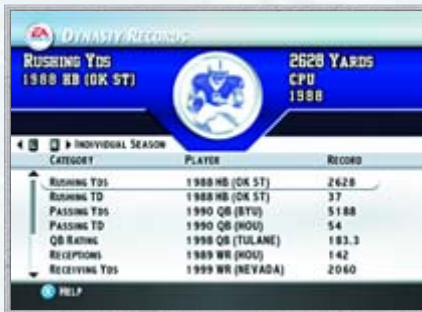 EA DYNASTY RECORDS
RUSHING YDS
1988 HB (OK ST)
2628 YARDS
CPU
1988
INDIVIDUAL SEASON
CATEGORY PLAYER RECORD
RUSHING YDS 1988 HB (OK ST) 2628
RUSHING TD 1988 HB (OK ST) 37
PASSING YDS 1990 QB (BYU) 5188
PASSING TD 1990 QB (HOU) 54
QB RATING 1998 QB (TULANE) 183.3
RECEPTIONS 1989 WR (HOU) 142
RECEIVING YDS 1999 WR (NEVADA) 2060
HELP